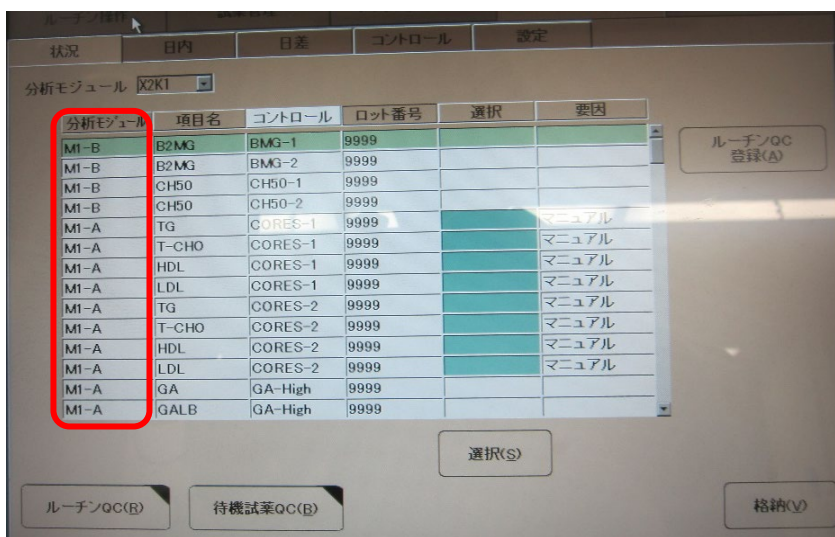 ルーチン操作 試薬管理
状況 日内 日差 コントロール 設定
分析モジュール X2K1
分析モジュール 項目名 コントロール ロット番号 選択 要因
M1-B B2MG BMG-1 9999
M1-B B2MG BMG-2 9999
M1-B CH50 CH50-1 9999
M1-B CH50 CH50-2 9999
M1-A TG CORES-1 9999 マニュアル
M1-A T-CHO CORES-1 9999 マニュアル
M1-A HDL CORES-1 9999 マニュアル
M1-A LDL CORES-1 9999 マニュアル
M1-A TG CORES-2 9999 マニュアル
M1-A T-CHO CORES-2 9999 マニュアル
M1-A HDL CORES-2 9999 マニュアル
M1-A LDL CORES-2 9999 マニュアル
M1-A GA GA-High 9999
M1-A GALB GA-High 9999
ルーチンQC
登録(A)
選択(S)
ルーチンQC(R) 待機試薬QC(B) 格納(V)